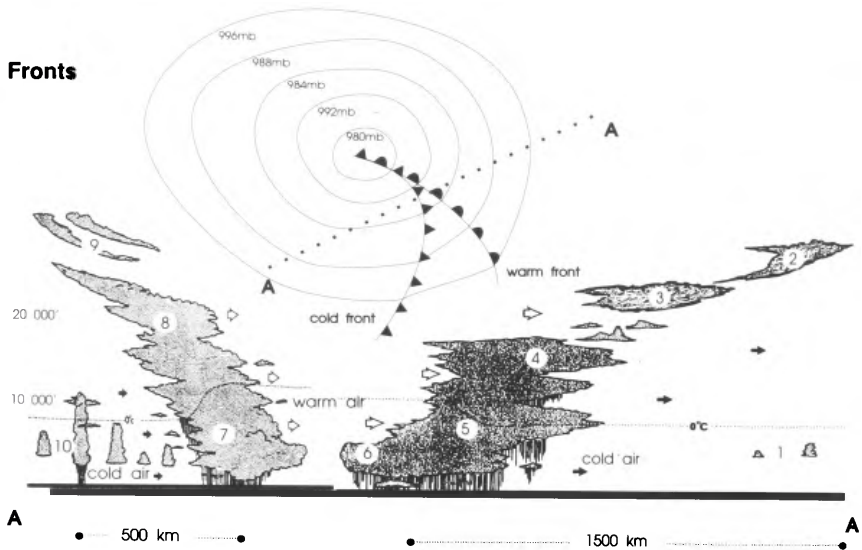 996mb
Fronts
988mb
984mb
992mb
980mb
A
A
warm front
cold front
2
3
9
20 000'
8
4
10 000'
warm air
0°c
0°C
5
7
6
10
1
cold air
cold air
A
A
500 km
1500 km